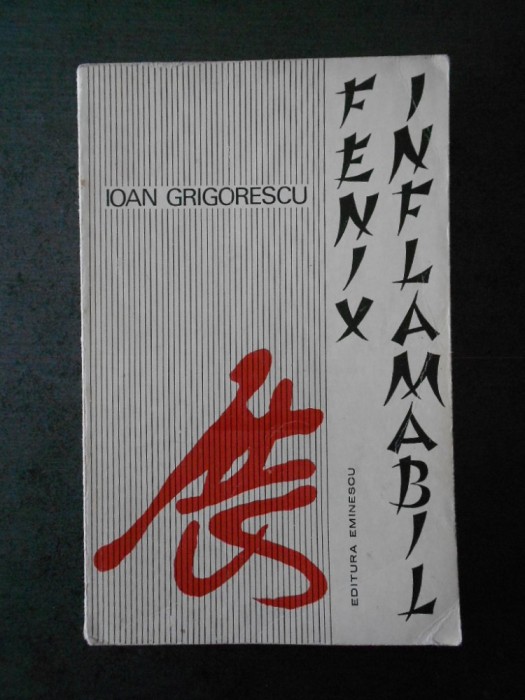 IOAN GRIGORESCU
FENIX
INFLAMABIL
EDITURA EMINESCU